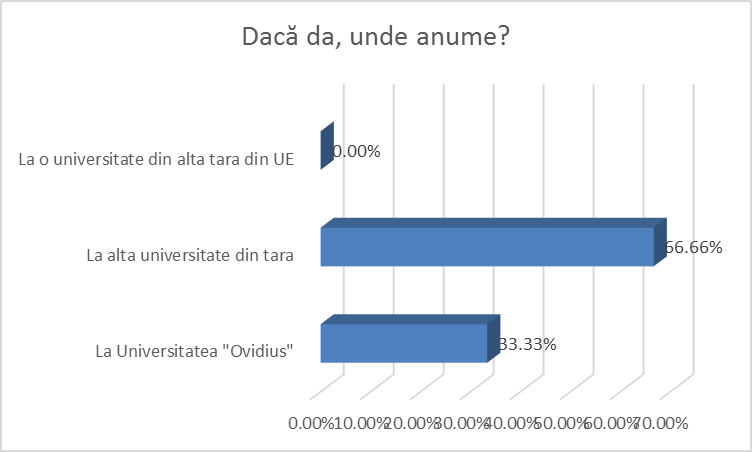 Dacă da, unde anume?
La o universitate din alta tara din UE
0.00%
La alta universitate din tara
66.66%
La Universitatea "Ovidius"
33.33%
0.00% 10.00% 20.00% 30.00% 40.00% 50.00% 60.00% 70.00%